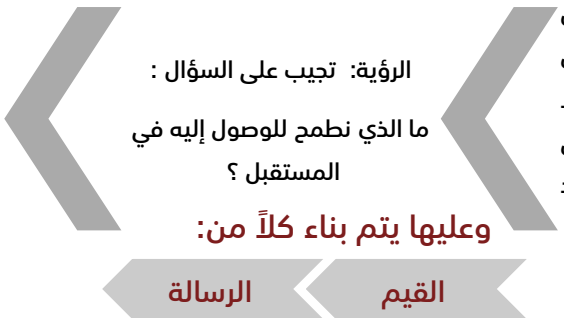 الرؤية: تجيب على السؤال :
ما الذي نطمح للوصول إليه في
المستقبل ؟
وعليها يتم بناء كلاً من:
القيم
الرسالة